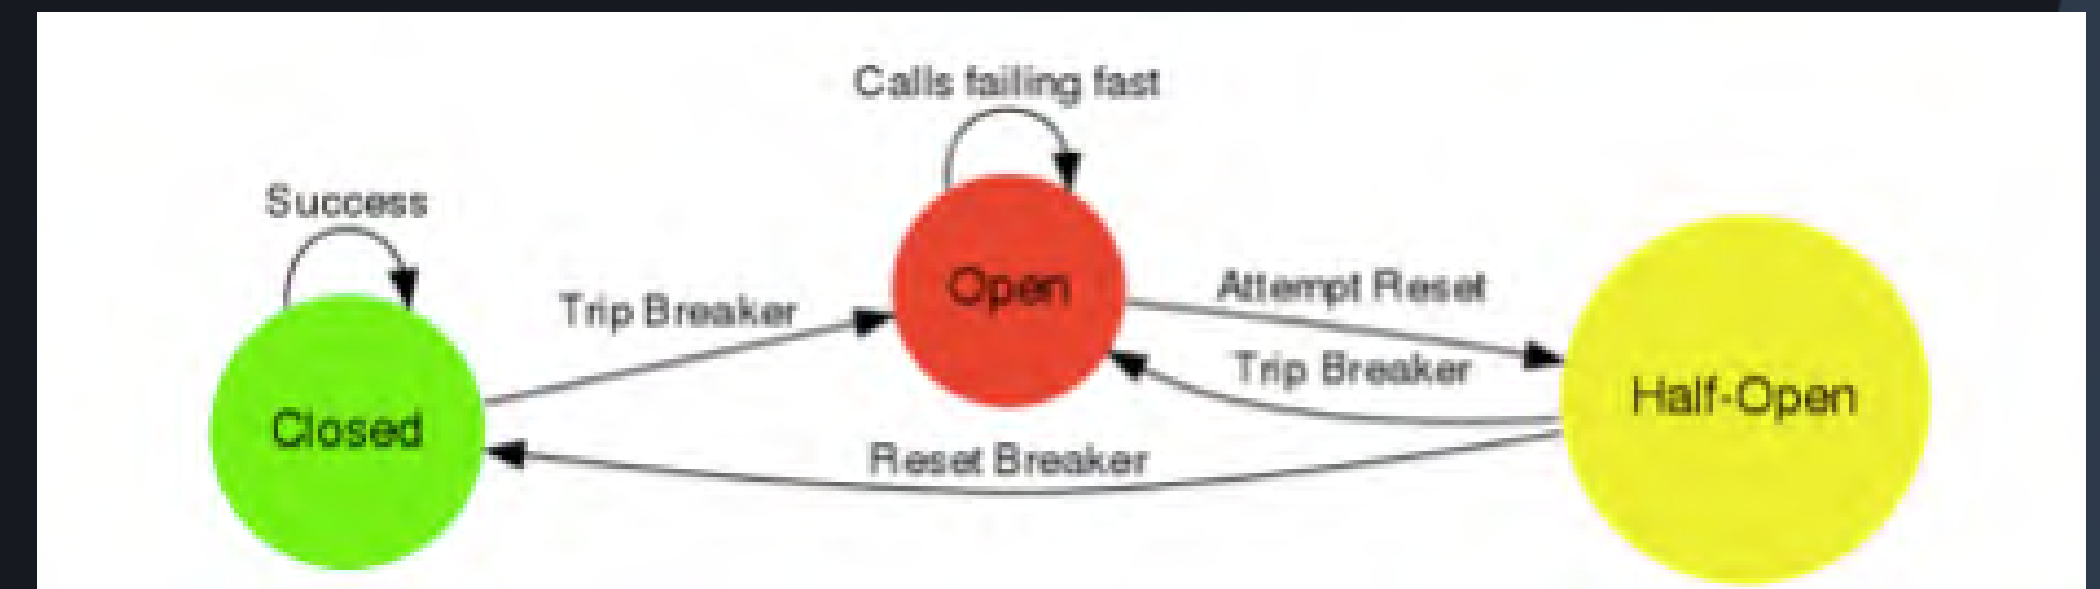 Calls failing fast
Success
Open
Attempt Reset
Trip Breaker
Trip Breaker
Half-Open
Closed
Reset Breaker